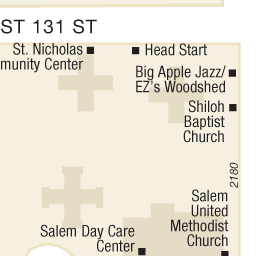 ST 131 ST
St. Nholas
munity Center
Head Start
Big Apple Jazz/
EZ's Woodshed
Shiloh
Baptist
Church
2180
Salem
United
Methodist
Church
Salem Day Care
Center